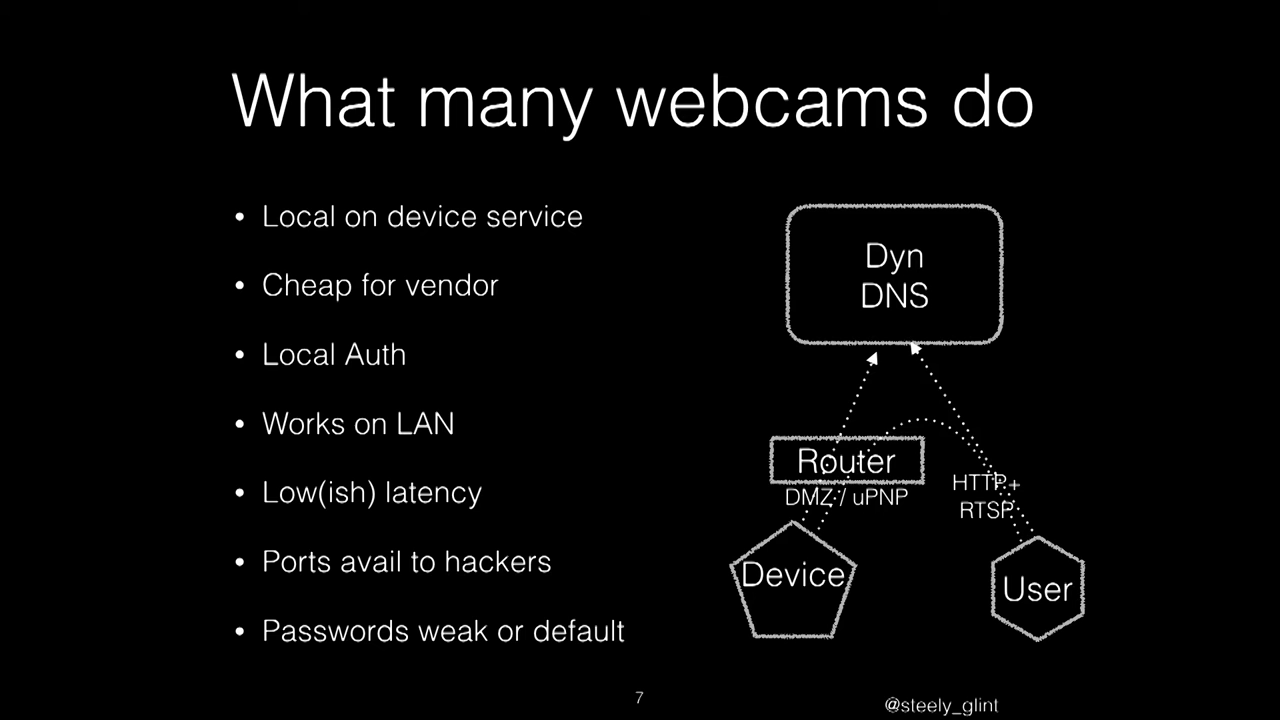 What many webcams do
• Local on device service
• Cheap for vendor
• Local Auth
• Works on LAN
• Low(ish) latency
• Ports avail to hackers
• Passwords weak or default
Dyn
DNS
Router
DMZ / uPNP
HTTP+
RTSP
Device
User
7
@steely_glint